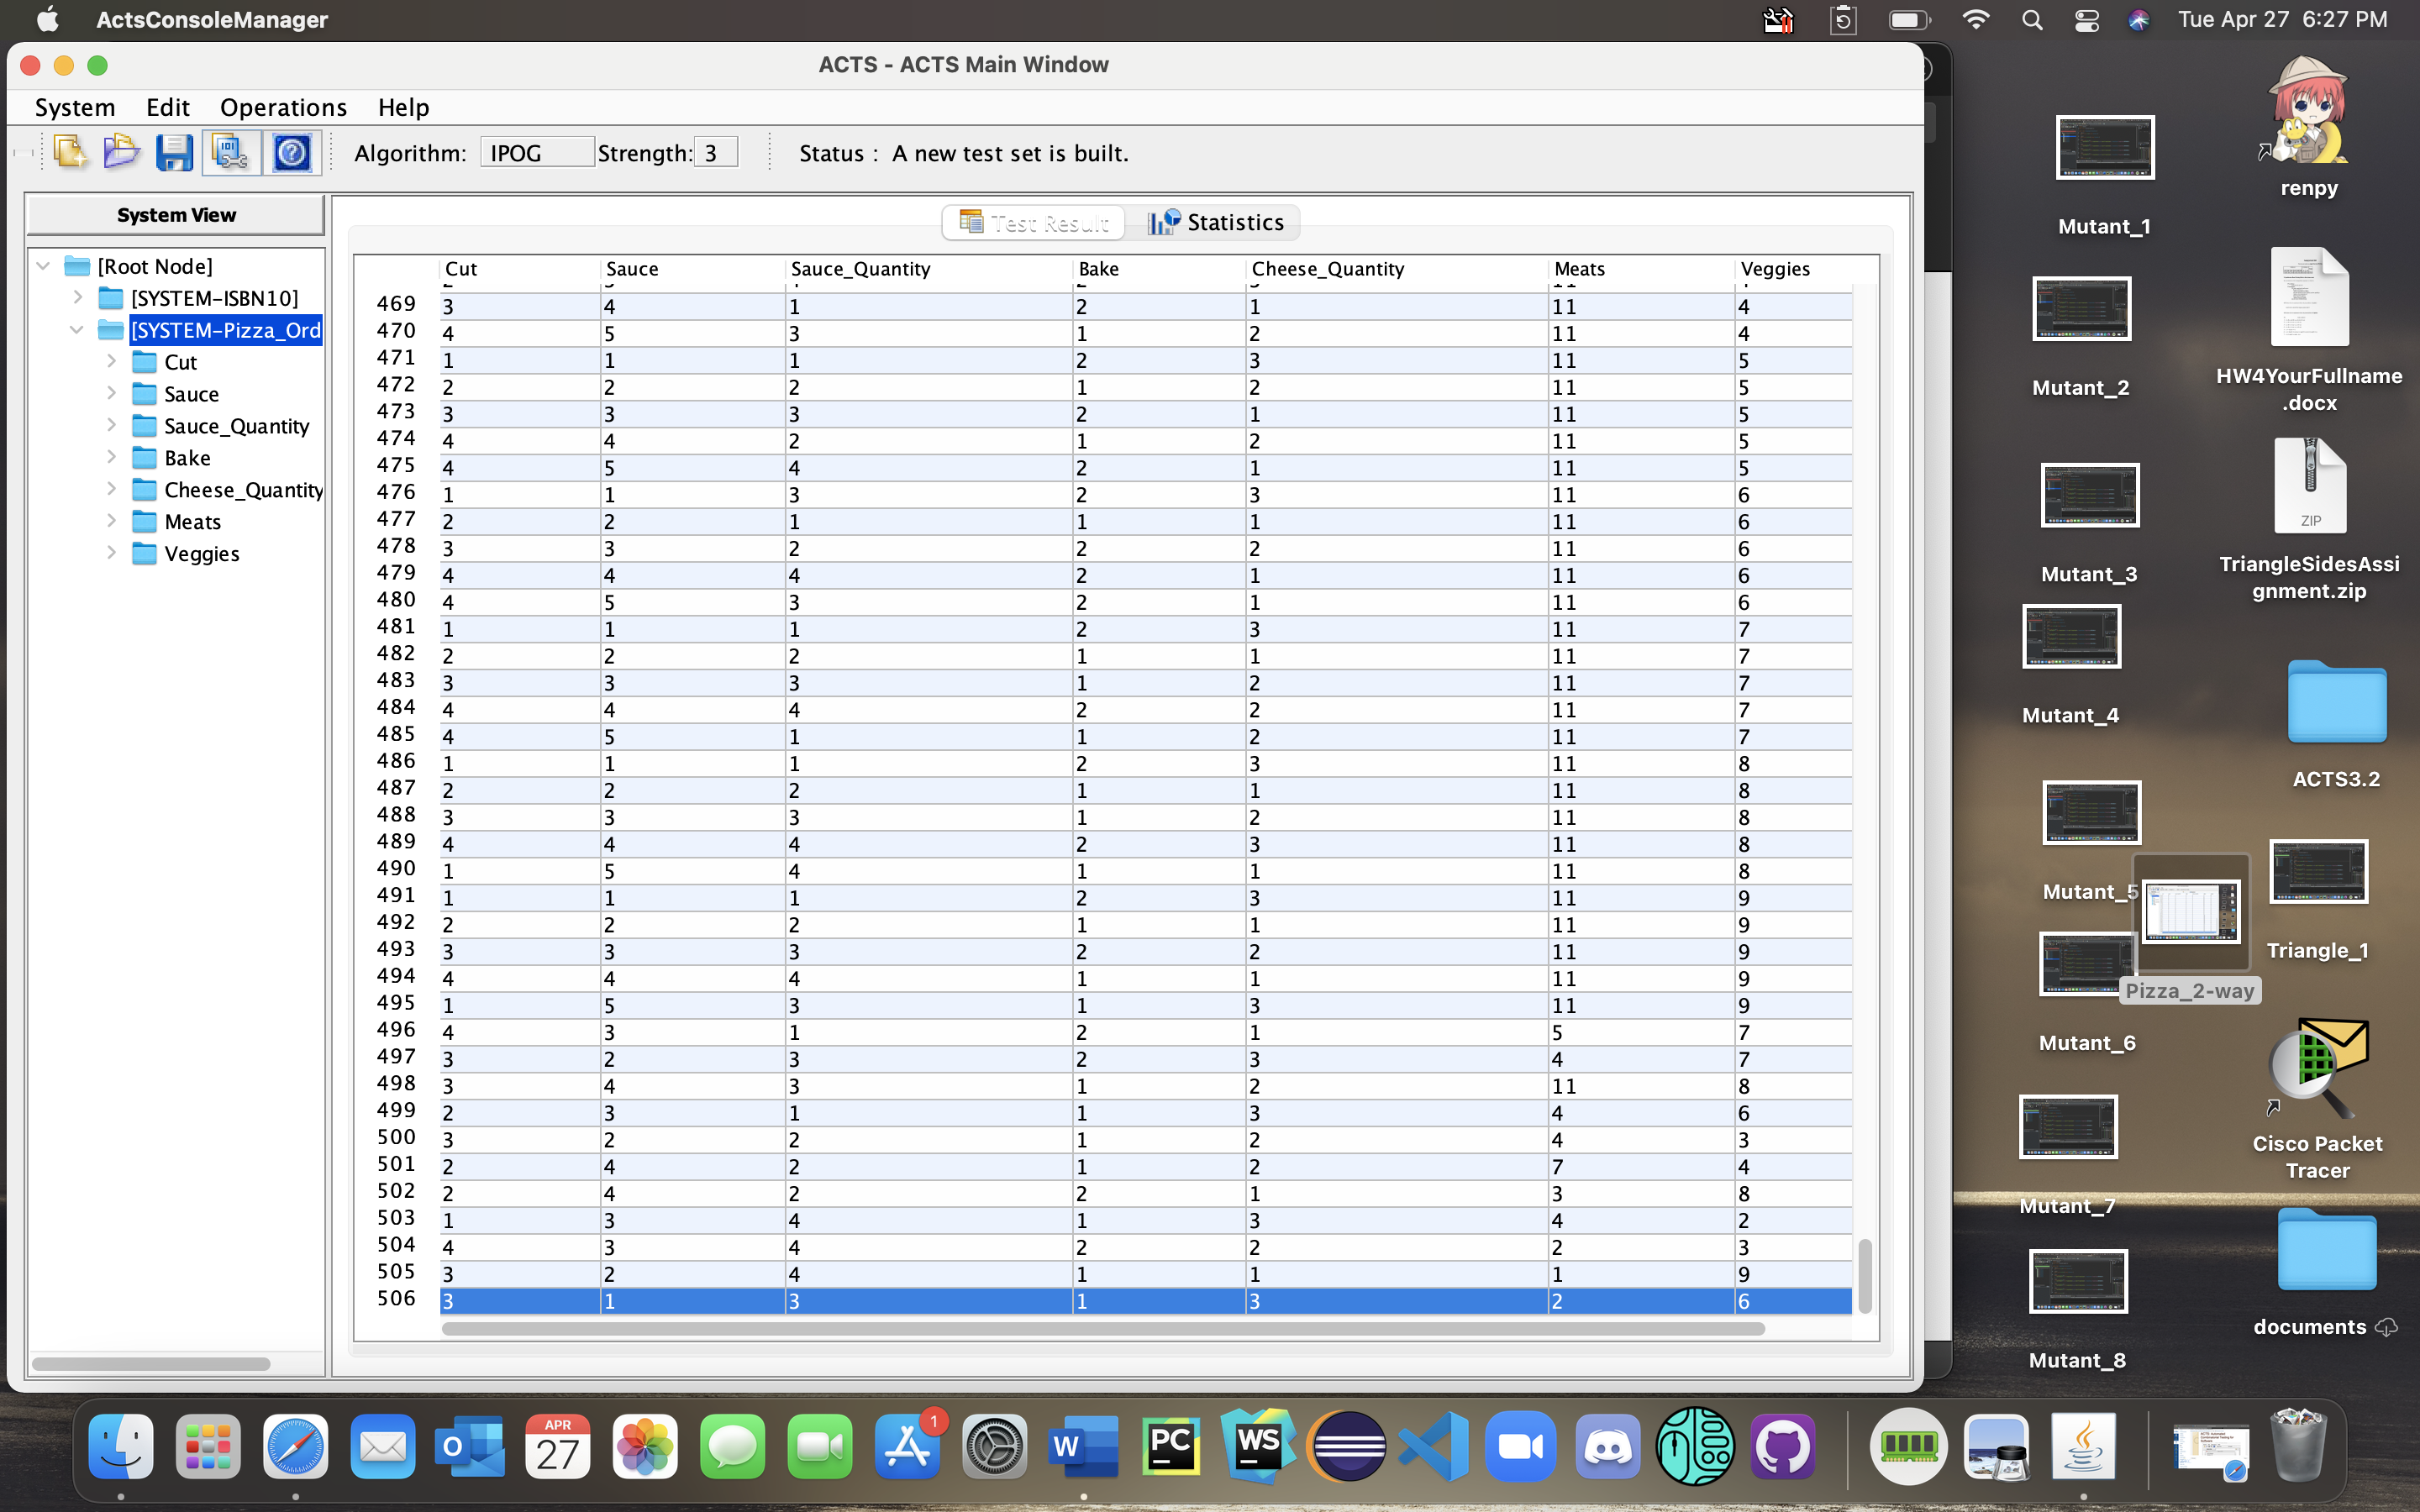 ActsConsoleManager
Tue Apr 27 6:27 PM
ACTS - ACTS Main Window
System Edit Operations Help
Algorithm: IPOG Strength: 3 Status : A new test set is built.
System View
[Root Node]
[SYSTEM-ISBN10]
[SYSTEM-Pizza_Ord
Cut
Sauce
Sauce_Quantity
Bake
Cheese_Quantity
Meats
Veggies
Test Result Statistics
Cut Sauce Sauce_Quantity Bake Cheese_Quantity Meats Veggies
469 3 4 1 2 1 11 4
470 4 5 3 1 2 11 4
471 1 1 1 2 3 11 5
472 2 2 2 1 2 11 5
473 3 3 3 2 1 11 5
474 4 4 2 1 2 11 5
475 4 5 4 2 1 11 5
476 1 1 3 2 3 11 6
477 2 2 1 1 1 11 6
478 3 3 2 2 2 11 6
479 4 4 4 2 1 11 6
480 4 5 3 2 1 11 6
481 1 1 1 2 3 11 7
482 2 2 2 1 1 11 7
483 3 3 3 1 2 11 7
484 4 4 4 2 2 11 7
485 4 5 1 1 2 11 7
486 1 1 1 2 3 11 8
487 2 2 2 1 1 11 8
488 3 3 3 1 2 11 8
489 4 4 4 2 3 11 8
490 1 5 4 1 1 11 8
491 1 1 1 2 3 11 9
492 2 2 2 1 1 11 9
493 3 3 3 2 2 11 9
494 4 4 4 1 1 11 9
495 1 5 3 1 3 11 9
496 4 3 1 2 1 5 7
497 3 2 3 2 3 4 7
498 3 4 3 1 2 11 8
499 2 3 1 1 3 4 6
500 3 2 2 1 2 4 3
501 2 4 2 1 2 7 4
502 2 4 2 2 1 3 8
503 1 3 4 1 3 4 2
504 4 3 4 2 2 2 3
505 3 2 4 1 1 1 9
506 3 1 3 1 3 2 6
Mutant_1
Mutant_2
Mutant_3
Mutant_4
Mutant_5
Mutant_6
Mutant_7
Mutant_8
Pizza_2-way
renpy
HW4YourFullname
.docx
ZIP
TriangleSidesAssi
gnment.zip
ACTS3.2
Triangle_1
Cisco Packet
Tracer
documents
O
APR
27
1
W
PC
WS